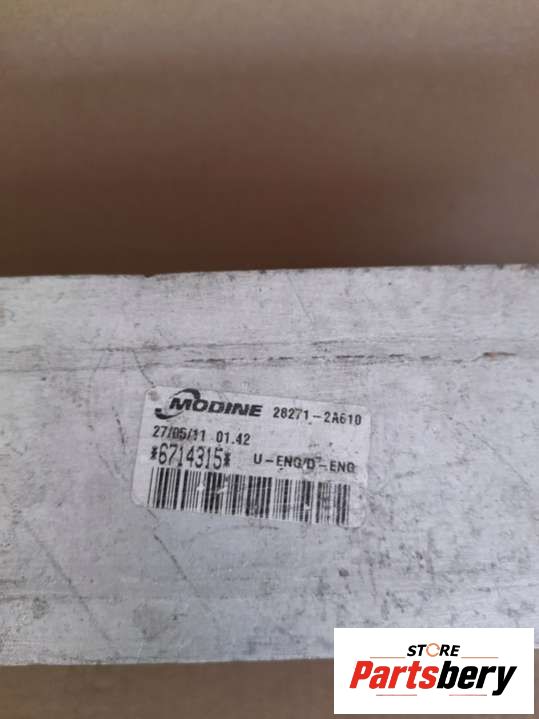 MODINE 28271-2A610
27/05/11 01.42
*6714315* U-ENG/D-ENG
STORE
Partsbery